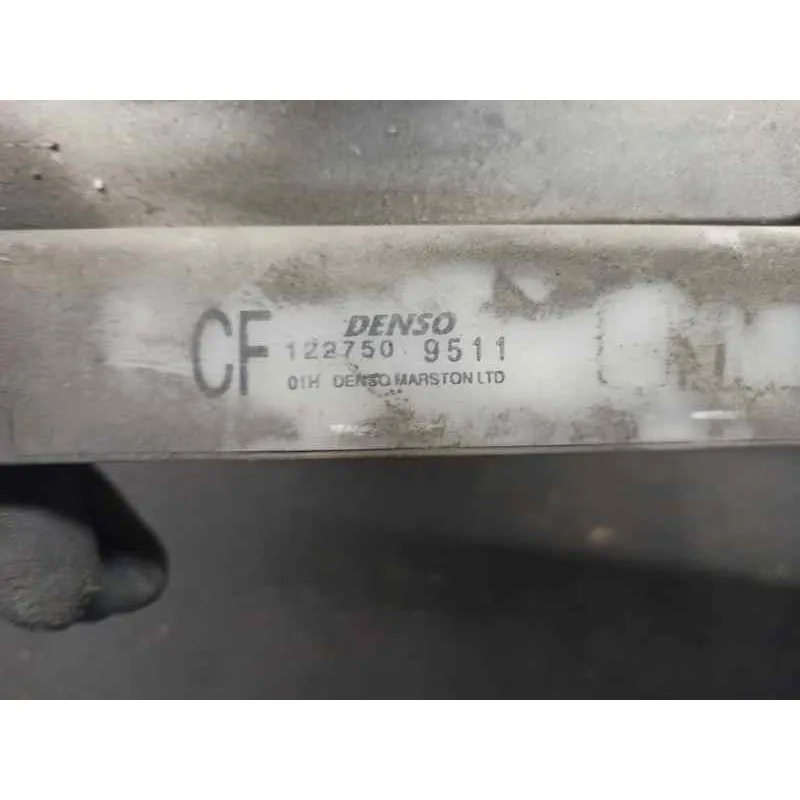 CF DENSO
122750 9511
01H DENSO MARSTON LTD